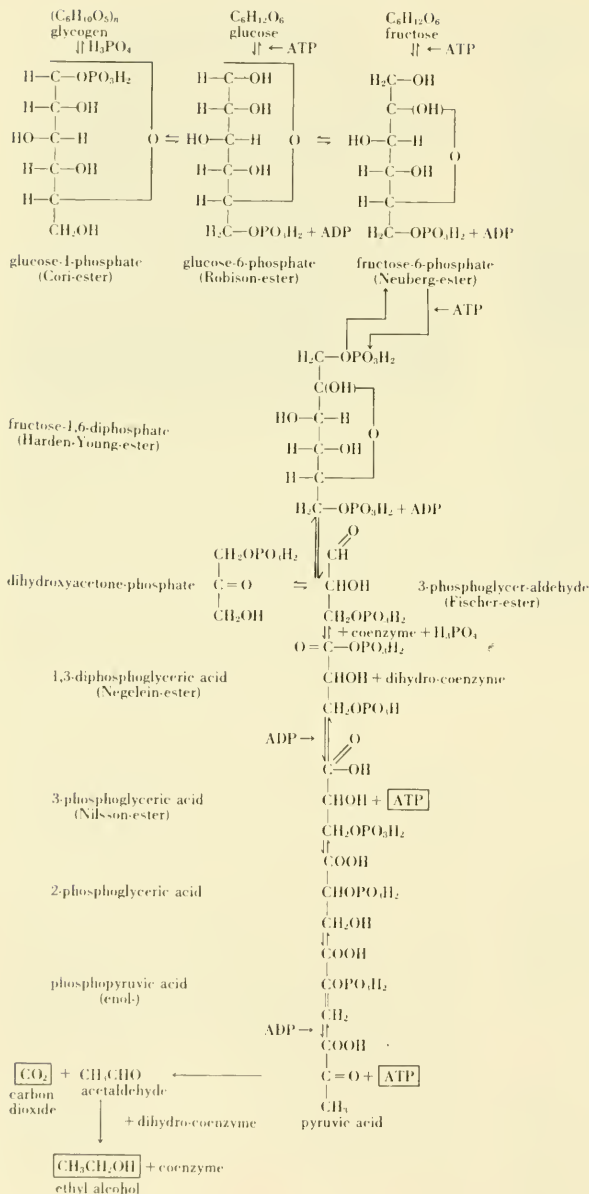 (C₆H₁₀O₅)ₙ C₆H₁₂O₆ C₆H₁₂O₆
glycogen glucose fructose
⇃↾ H₃PO₄ ⇃↾ ← ATP ⇃↾ ← ATP
H—C—OPO₃H₂ H—C—OH H₂C—OH
H—C—OH H—C—OH C—(OH)
HO—C—H O ⇌ HO—C—H O ⇌ HO—C—H O
H—C—OH H—C—OH H—C—OH
H—C H—C H—C
CH₂OH H₂C—OPO₃H₂ + ADP H₂C—OPO₃H₂ + ADP
glucose-1-phosphate glucose-6-phosphate fructose-6-phosphate
(Cori-ester) (Robison-ester) (Neuberg-ester)
← ATP
H₂C—OPO₃H₂
C(OH)
HO—C—H
fructose-1,6-diphosphate
(Harden-Young-ester)
O
H—C—OH
H—C
H₂C—OPO₃H₂ + ADP
O
CH₂OPO₃H₂ CH
dihydroxyacetone-phosphate C=O ⇌ CHOH 3-phosphoglycer-aldehyde
(Fischer-ester)
CH₂OH CH₂OPO₃H₂
⇃↾ + coenzyme + H₃PO₄
O=C—OPO₃H₂
1,3-diphosphoglyceric acid CHOH + dihydro-coenzyme
(Negelein-ester)
CH₂OPO₃H
ADP → O
C—OH
3-phosphoglyceric acid CHOH + ATP
(Nilsson-ester)
CH₂OPO₃H₂
COOH
2-phosphoglyceric acid CHOPO₃H₂
CH₂OH
COOH
phosphopyruvic acid COPO₃H₂
(enol-)
CH₂
ADP → ⇃↾
COOH
CO₂ + CH₃CHO ← C=O + ATP
carbon dioxide acetaldehyde
CH₃
+ dihydro-coenzyme pyruvic acid
CH₃CH₂OH + coenzyme
ethyl alcohol